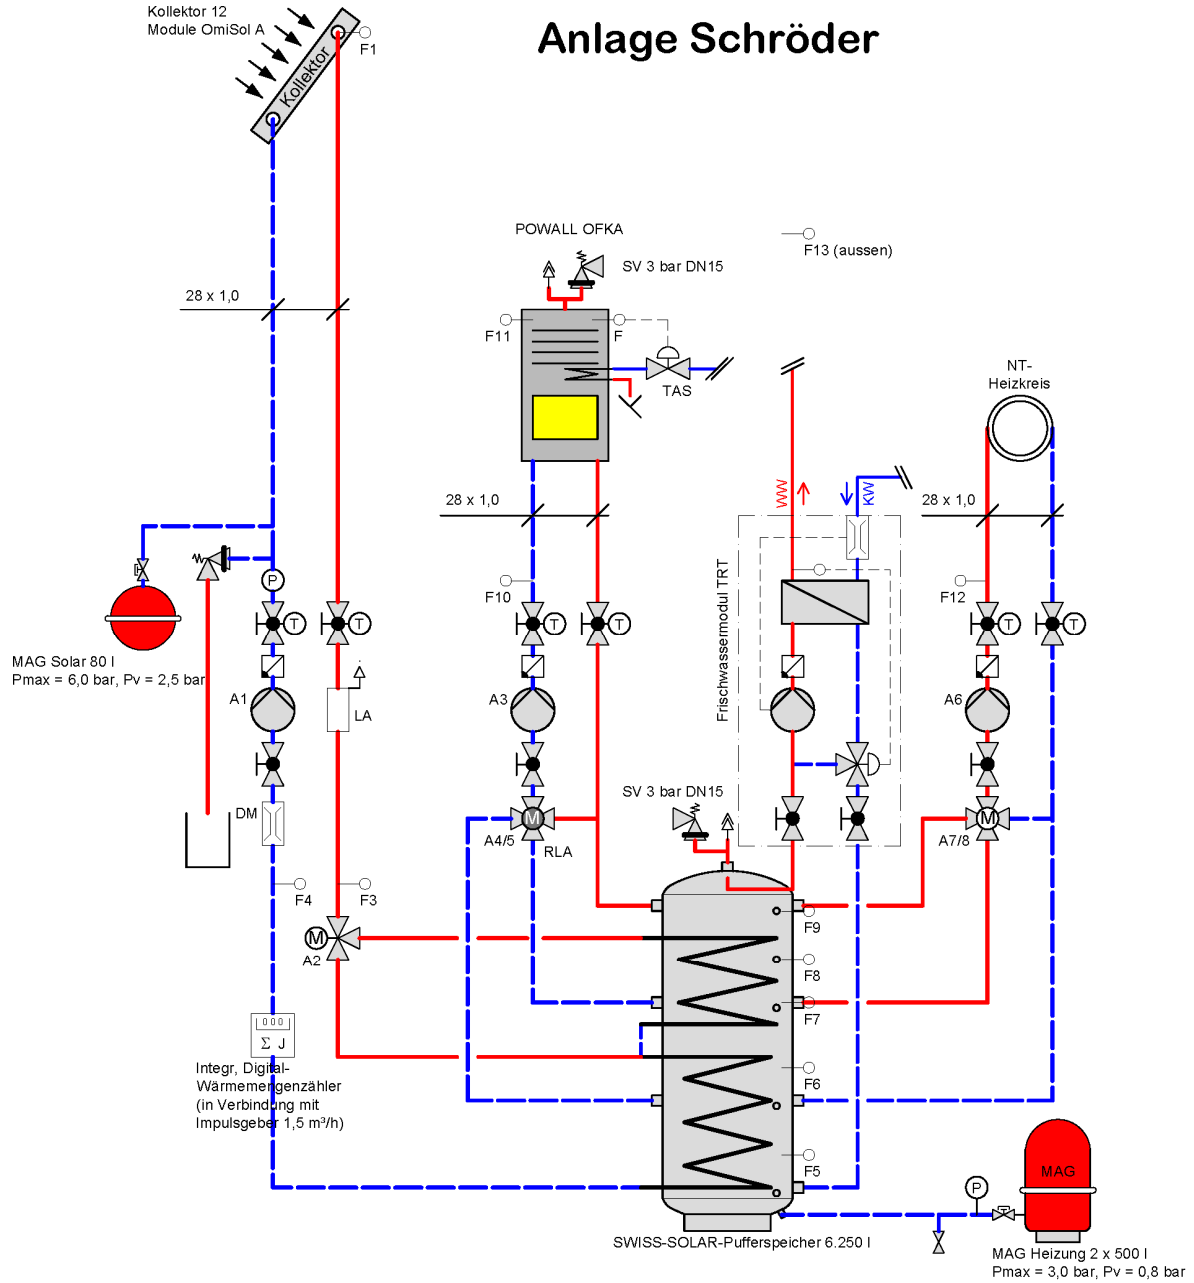 Kollektor 12
Module OmiSol A
Anlage Schröder
F1
Kollektor
POWALL OFKA
F13 (aussen)
SV 3 bar DN15
28 x 1,0
F11
F
TAS
NT-
Heizkreis
WW
KW
28 x 1,0
28 x 1,0
P
F10
F12
Frischwassermodul TRT
T
T
T
T
T
T
MAG Solar 80 l
Pmax = 6,0 bar, Pv = 2,5 bar
A1
LA
A3
A6
SV 3 bar DN15
DM
M
A4/5
RLA
M
A7/8
F4
F3
F9
M
A2
F8
F7
000
Σ J
Integr, Digital-
Wärmemengenzähler
(in Verbindung mit
Impulsgeber 1,5 m³/h)
F6
F5
P
MAG
SWISS-SOLAR-Pufferspeicher 6.250 l
MAG Heizung 2 x 500 l
Pmax = 3,0 bar, Pv = 0,8 bar